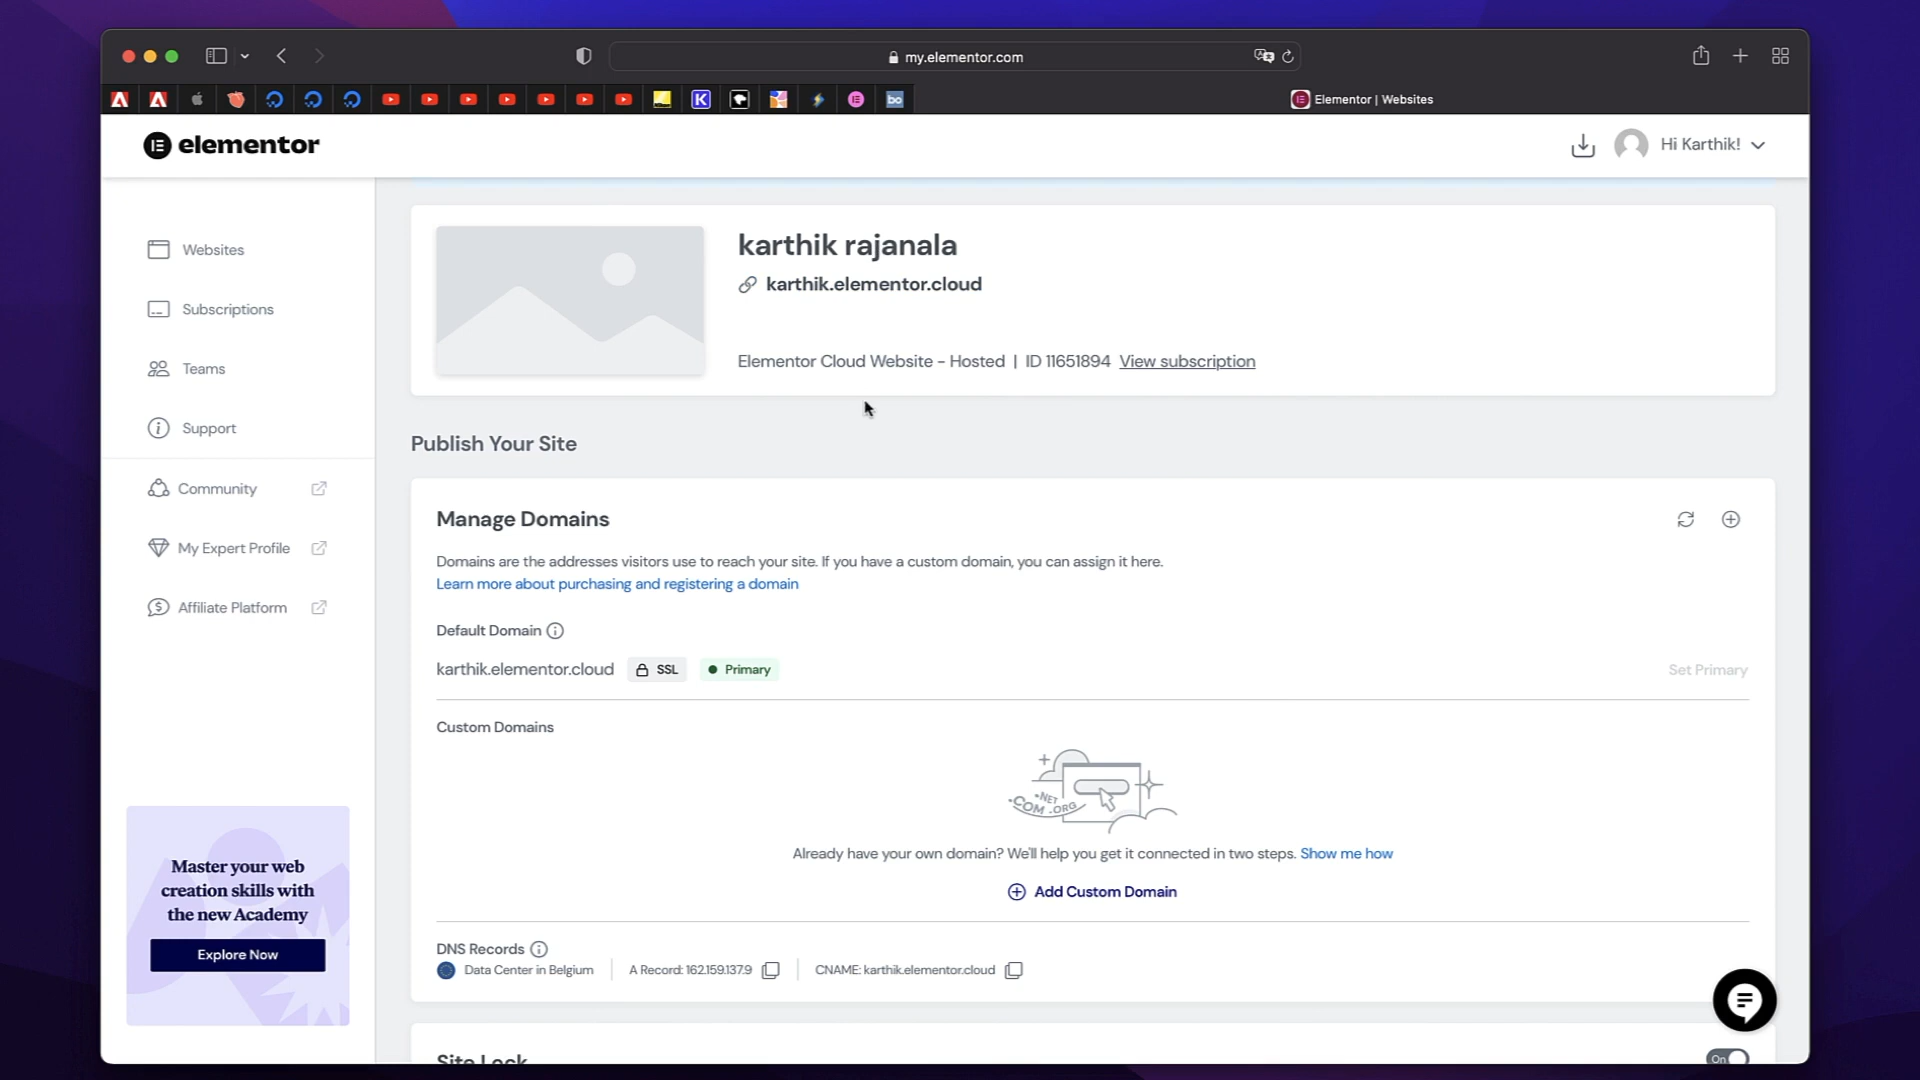 my.elementor.com
K
bo
Elementor | Websites
elementor
Hi Karthik!
Websites
Subscriptions
Teams
Support
Community
My Expert Profile
Affiliate Platform
Master your web
creation skills with
the new Academy
Explore Now
karthik rajanala
karthik.elementor.cloud
Elementor Cloud Website - Hosted | ID 11651894 View subscription
Publish Your Site
Manage Domains
Domains are the addresses visitors use to reach your site. If you have a custom domain, you can assign it here.
Learn more about purchasing and registering a domain
Default Domain
karthik.elementor.cloud SSL Primary Set Primary
Custom Domains
.NET
.COM .ORG
Already have your own domain? We'll help you get it connected in two steps. Show me how
Add Custom Domain
DNS Records
Data Center in Belgium A Record: 162.159.137.9 CNAME: karthik.elementor.cloud
Site Lock On